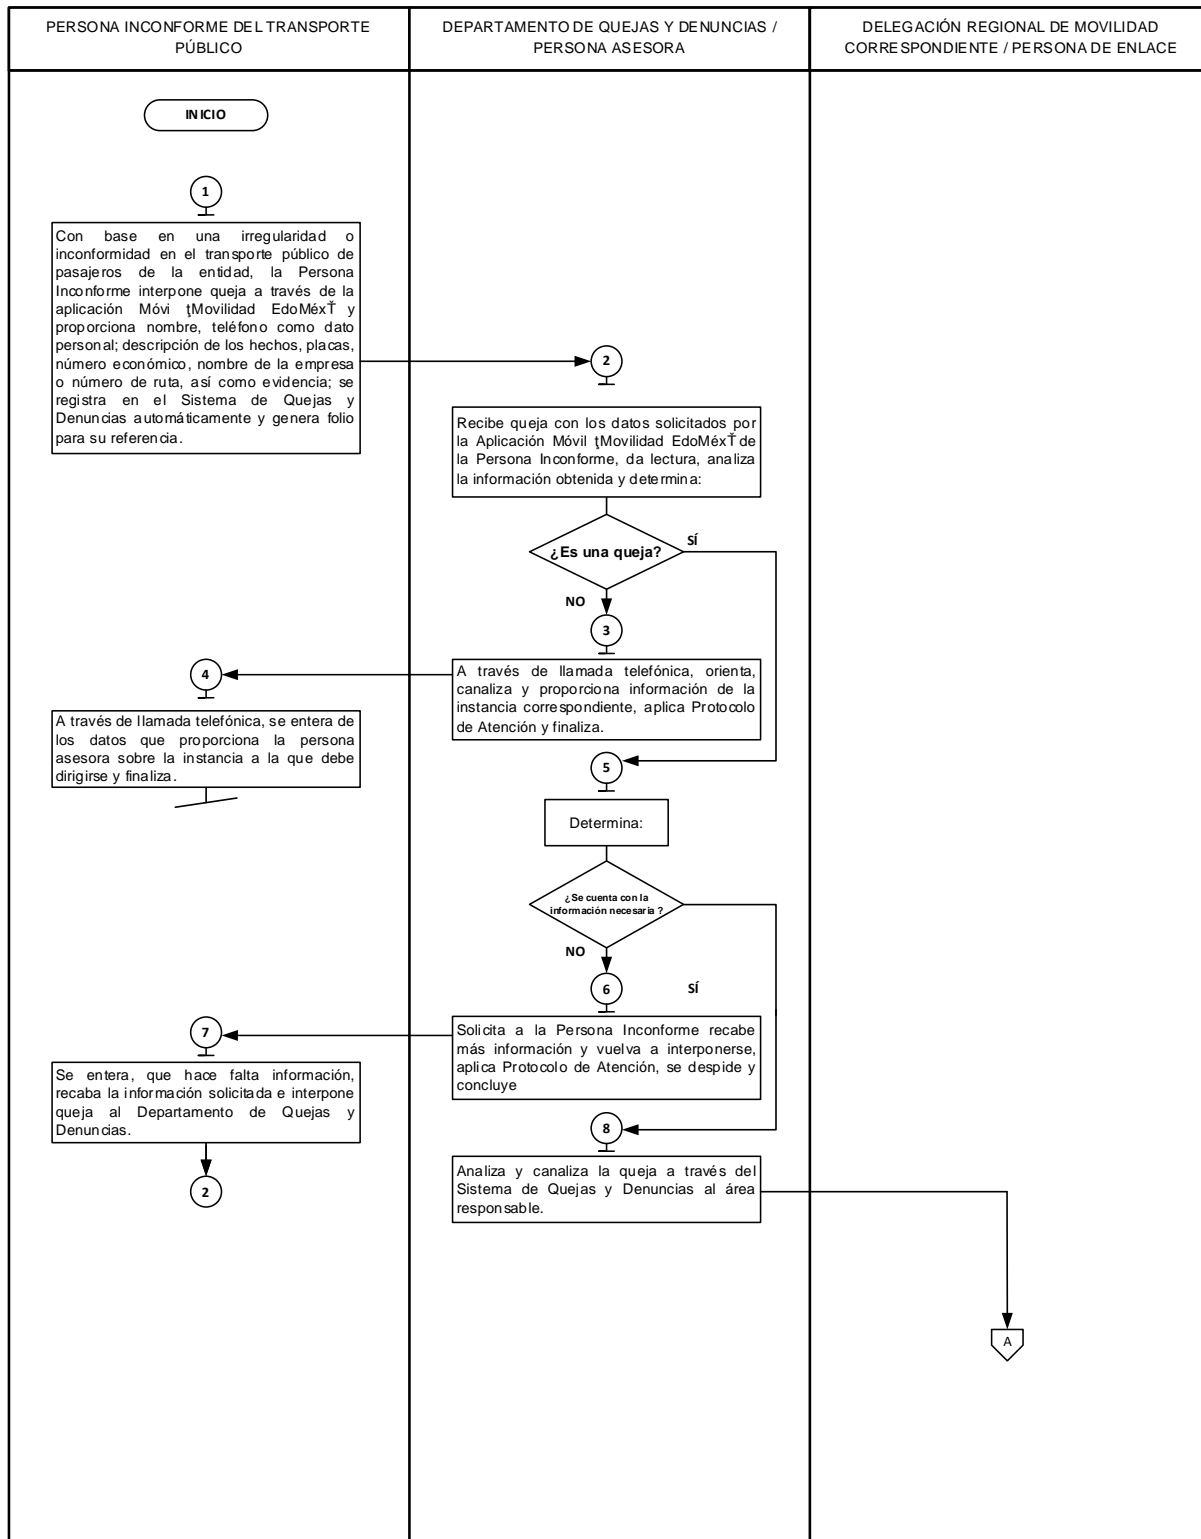 PERSONA INCONFORME DEL TRANSPORTE
PÚBLICO
DEPARTAMENTO DE QUEJAS Y DENUNCIAS /
PERSONA ASESORA
DELEGACIÓN REGIONAL DE MOVILIDAD
CORRESPONDIENTE / PERSONA DE ENLACE
INICIO
1
Con base en una irregularidad o
inconformidad en el transporte público de
pasajeros de la entidad, la Persona
Inconforme interpone queja a través de la
aplicación Móvi ţMovilidad EdoMéxŤ y
proporciona nombre, teléfono como dato
personal; descripción de los hechos, placas,
número económico, nombre de la empresa
o número de ruta, así como evidencia; se
registra en el Sistema de Quejas y
Denuncias automáticamente y genera folio
para su referencia.
2
Recibe queja con los datos solicitados por
la Aplicación Móvil ţMovilidad EdoMéxŤ de
la Persona Inconforme, da lectura, analiza
la información obtenida y determina:
¿Es una queja?
SÍ
NO
3
A través de llamada telefónica, orienta,
canaliza y proporciona información de la
instancia correspondiente, aplica Protocolo
de Atención y finaliza.
4
A través de llamada telefónica, se entera de
los datos que proporciona la persona
asesora sobre la instancia a la que debe
dirigirse y finaliza.
5
Determina:
¿Se cuenta con la
información necesaria ?
NO
SÍ
6
Solicita a la Persona Inconforme recabe
más información y vuelva a interponerse,
aplica Protocolo de Atención, se despide y
concluye
7
Se entera, que hace falta información,
recaba la información solicitada e interpone
queja al Departamento de Quejas y
Denuncias.
2
8
Analiza y canaliza la queja a través del
Sistema de Quejas y Denuncias al área
responsable.
A